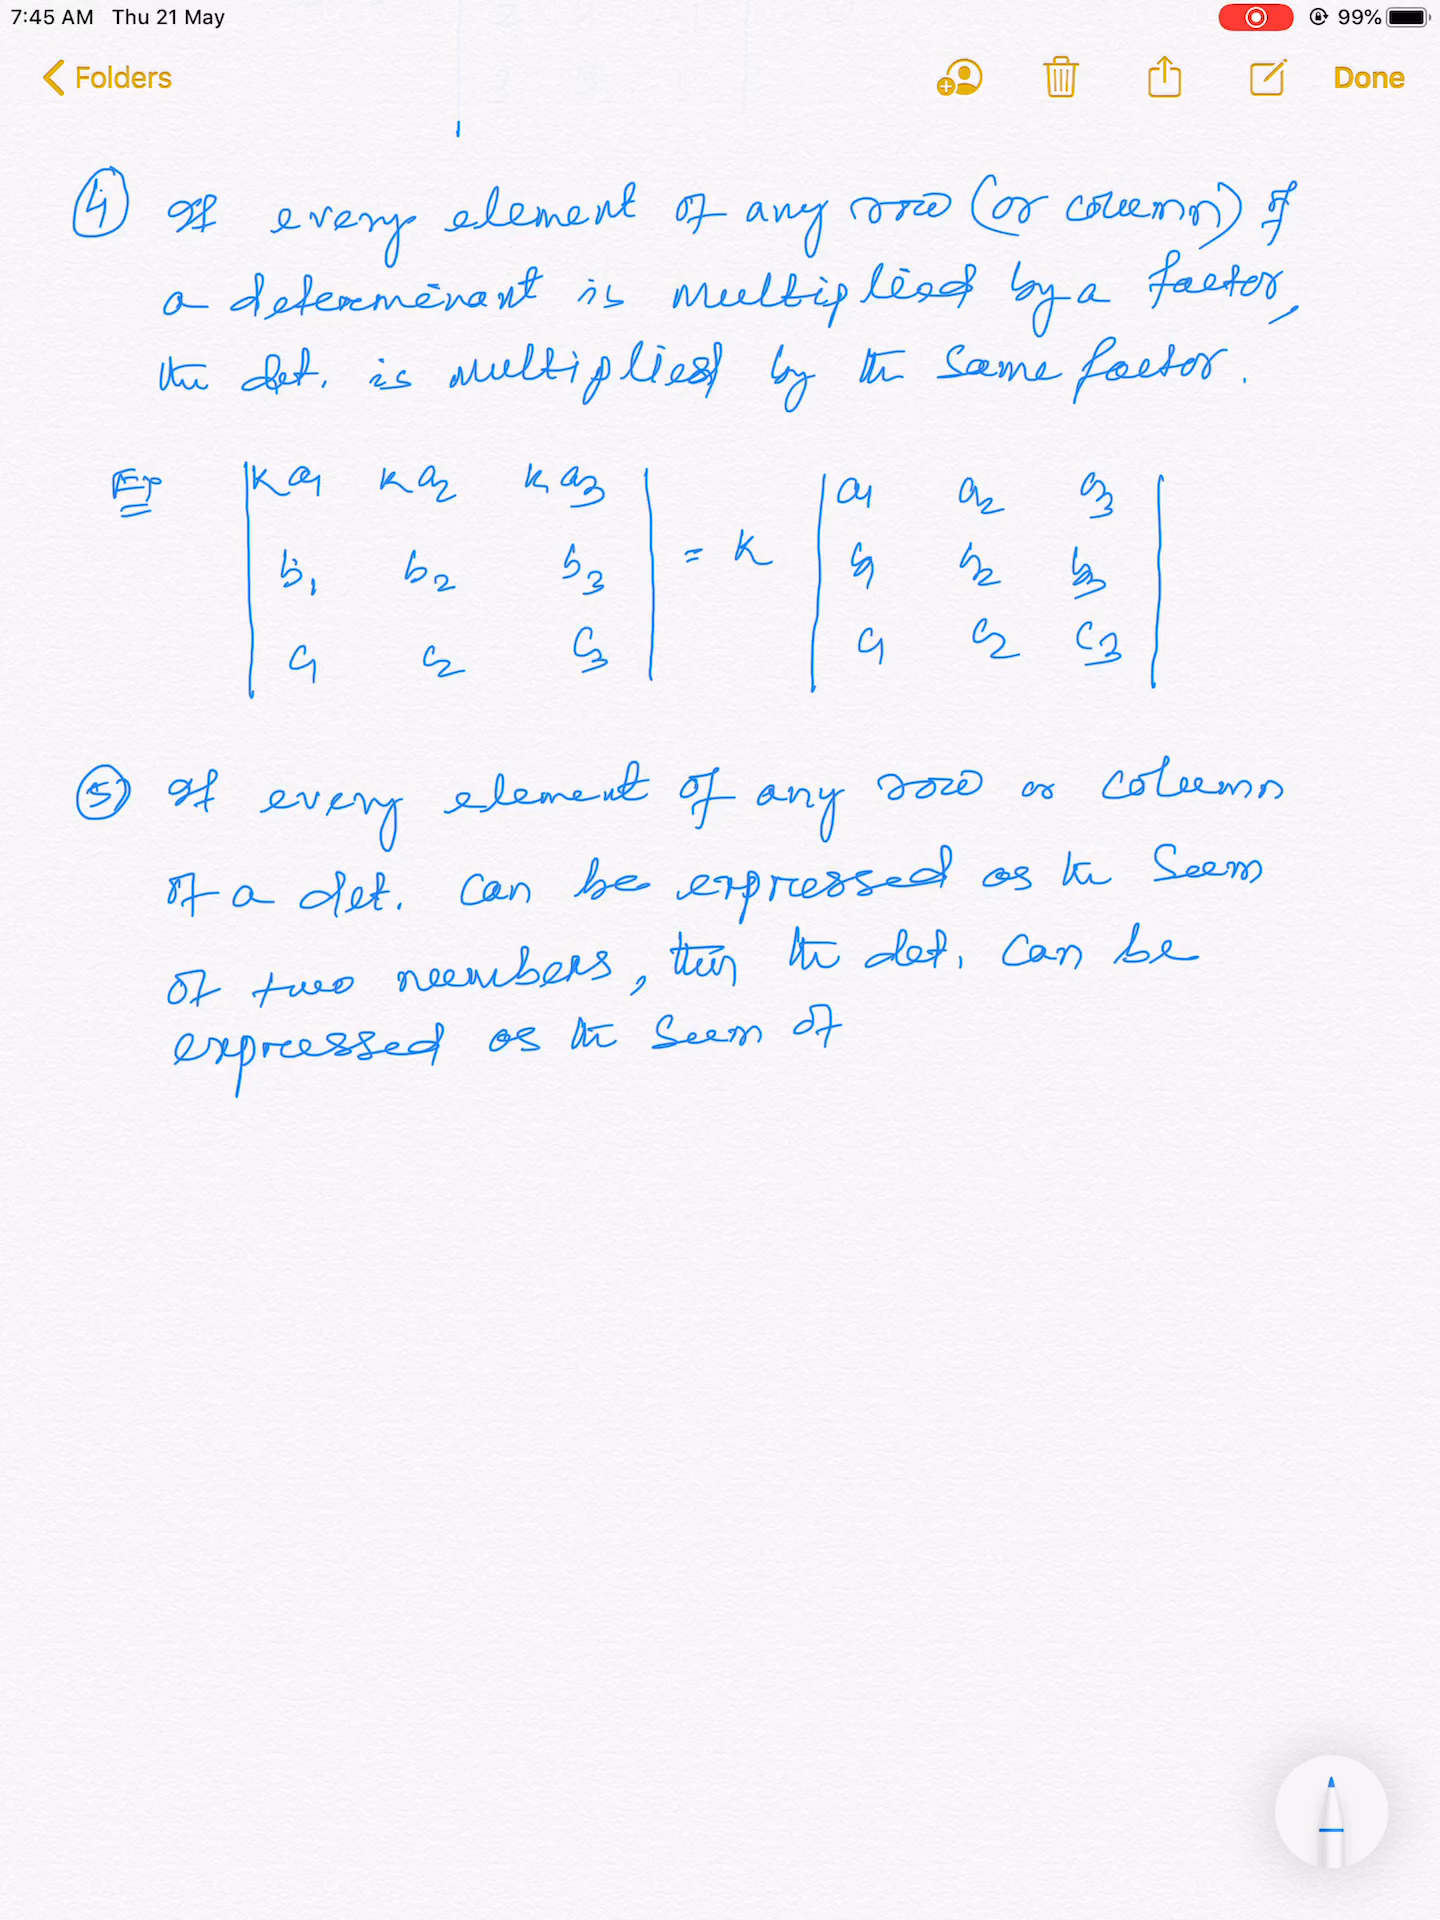 7:45 AM Thu 21 May 99%
Folders Done
4 If every element of any row (or column) of
a determinant is multiplied by a factor,
the det. is multiplied by the same factor.
Ex | ka1 ka2 ka3 | = k | a1 a2 a3 |
| b1 b2 b3 | | b1 b2 b3 |
| c1 c2 c3 | | c1 c2 c3 |
5 If every element of any row or column
of a det. can be expressed as the sum
of two numbers, then the det. can be
expressed as the sum of